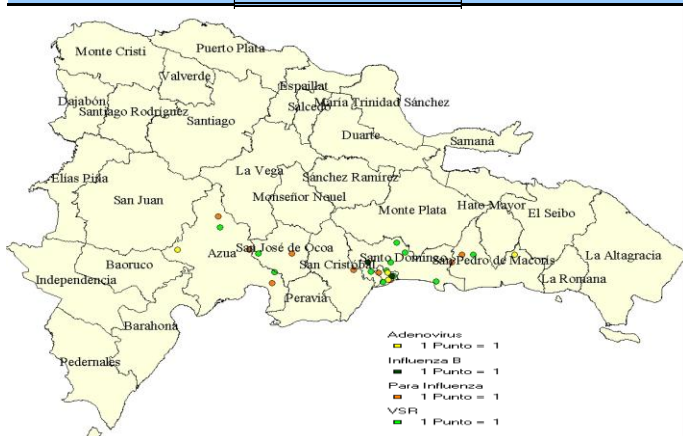 Puerto Plata
Monte Cristi
Valverde
Espaillat
Dajabón
Salcedo
María Trinidad Sánchez
Santiago Rodríguez
Santiago
Duarte
Samaná
Elías Piña
La Vega
Sánchez Ramírez
San Juan
Monseñor Nouel
Hato Mayor
Monte Plata
El Seibo
Azua
San José de Ocoa
Baoruco
San Cristóbal
Santo Domingo
San Pedro de Macorís
La Altagracia
Independencia
La Romana
Peravia
Barahona
Pedernales
Adenovirus
1 Punto = 1
Influenza B
1 Punto = 1
Para Influenza
1 Punto = 1
VSR
1 Punto = 1